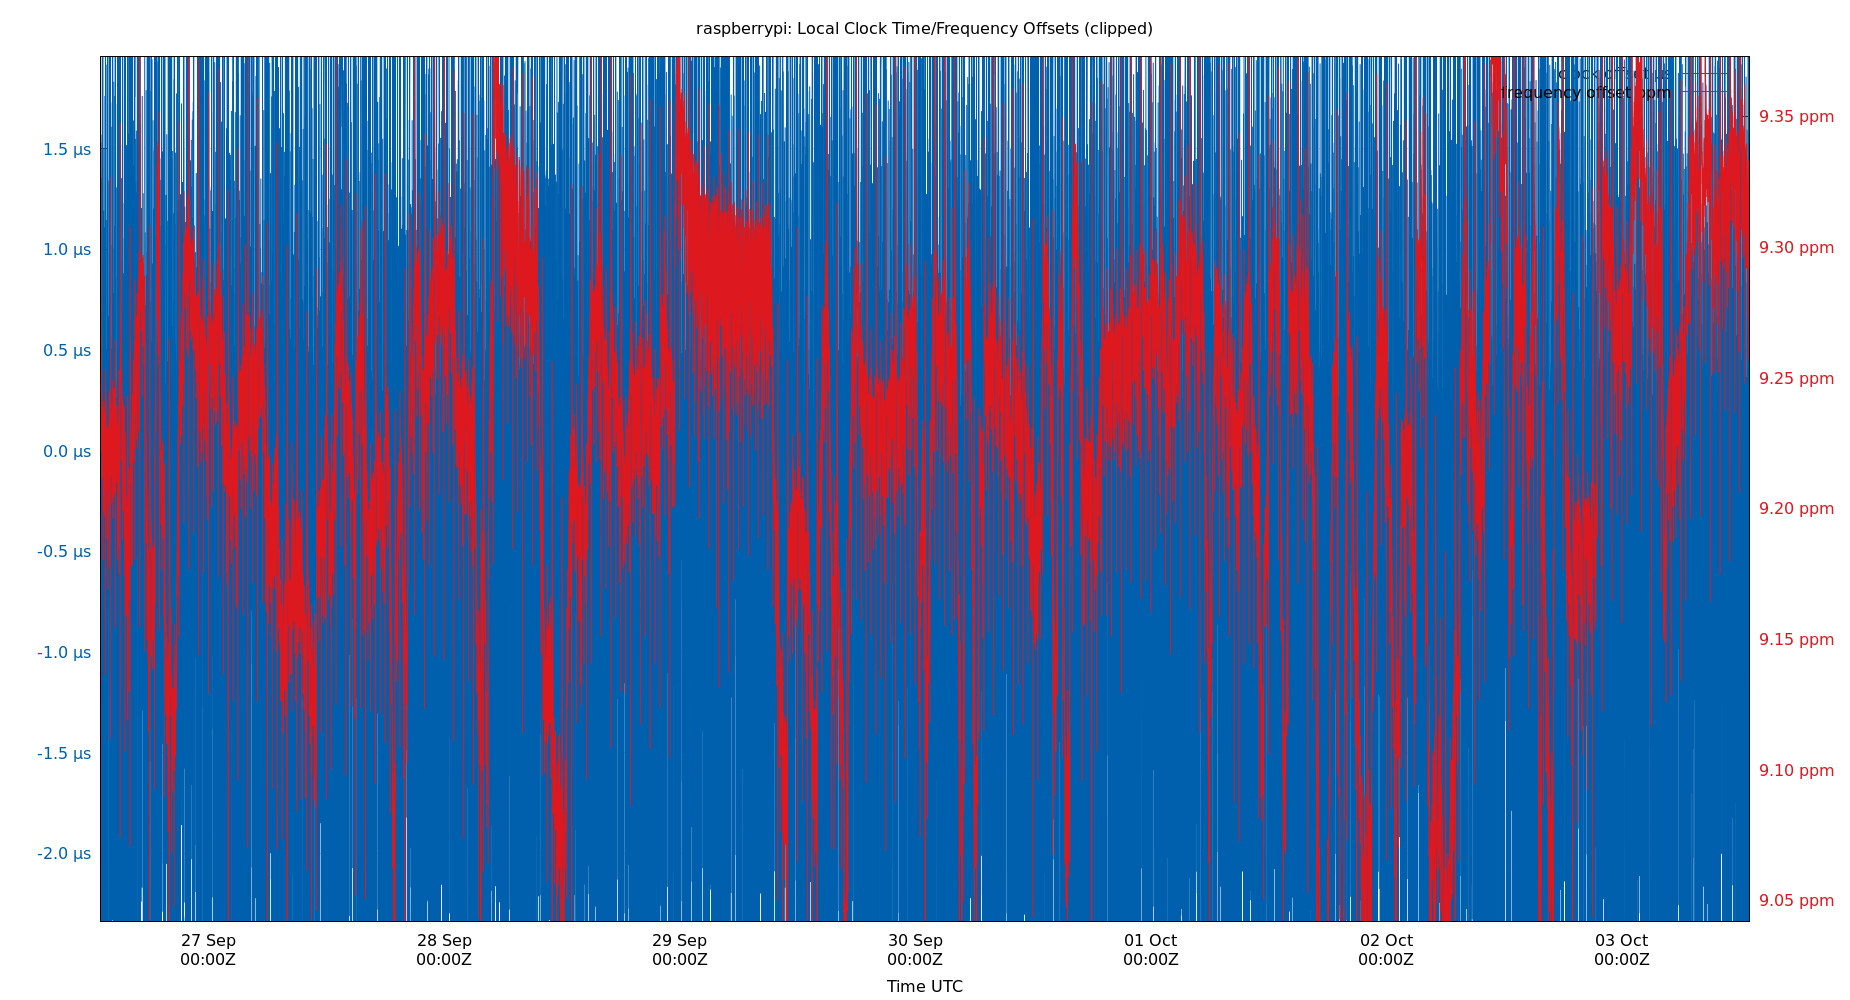 raspberrypi: Local Clock Time/Frequency Offsets (clipped)
clock offset µs
frequency offset ppm
1.5 µs
1.0 µs
0.5 µs
0.0 µs
-0.5 µs
-1.0 µs
-1.5 µs
-2.0 µs
9.35 ppm
9.30 ppm
9.25 ppm
9.20 ppm
9.15 ppm
9.10 ppm
9.05 ppm
27 Sep 28 Sep 29 Sep 30 Sep 01 Oct 02 Oct 03 Oct
00:00Z 00:00Z 00:00Z 00:00Z 00:00Z 00:00Z 00:00Z
Time UTC